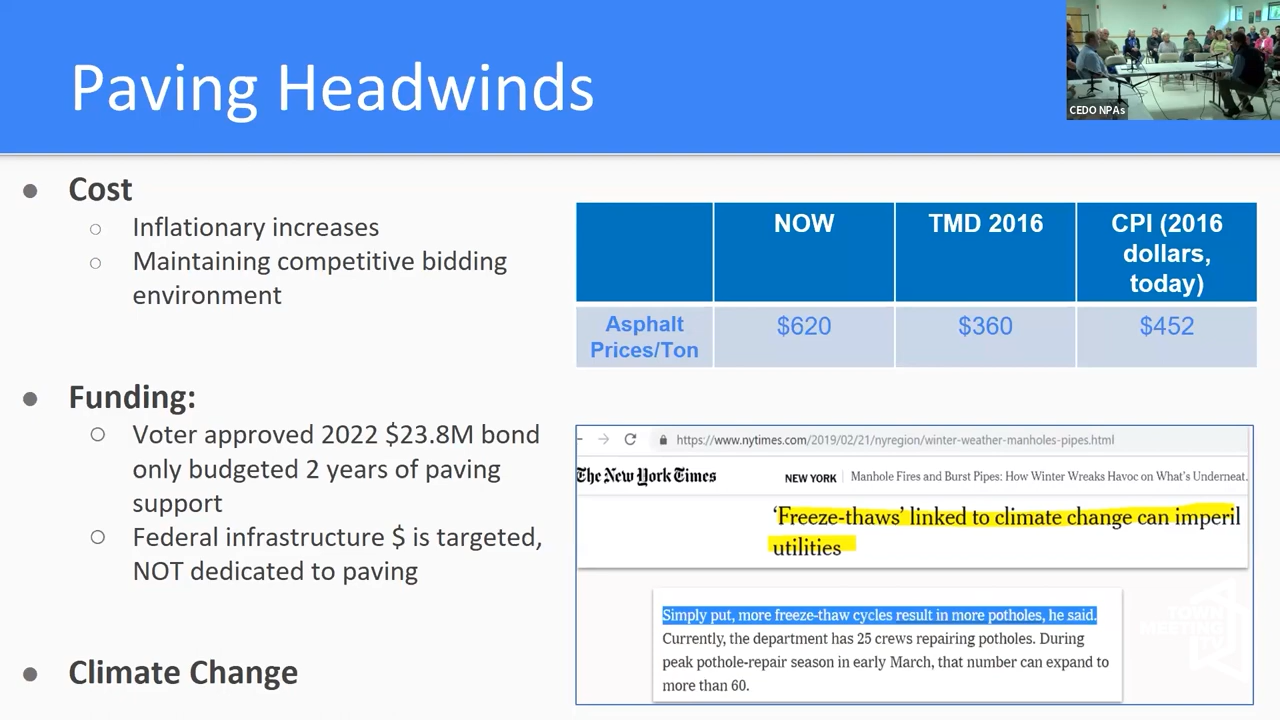 Paving Headwinds
CEDO NPAs
● Cost
○ Inflationary increases
○ Maintaining competitive bidding
environment
● Funding:
○ Voter approved 2022 $23.8M bond
only budgeted 2 years of paving
support
○ Federal infrastructure $ is targeted,
NOT dedicated to paving
● Climate Change
NOW
TMD 2016
CPI (2016
dollars,
today)
Asphalt
Prices/Ton
$620
$360
$452
https://www.nytimes.com/2019/02/21/nyregion/winter-weather-manholes-pipes.html
The New York Times
NEW YORK | Manhole Fires and Burst Pipes: How Winter Wreaks Havoc on What's Underneat.
‘Freeze-thaws’ linked to climate change can imperil
utilities
Simply put, more freeze-thaw cycles result in more potholes, he said.
Currently, the department has 25 crews repairing potholes. During
peak pothole-repair season in early March, that number can expand to
more than 60.
TOWN
MEETING
TV